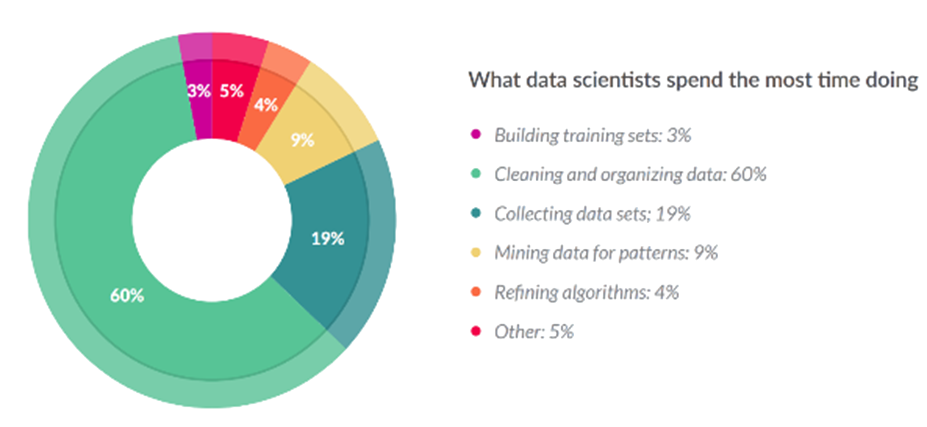 3%
5%
4%
9%
19%
60%
What data scientists spend the most time doing
Building training sets: 3%
Cleaning and organizing data: 60%
Collecting data sets; 19%
Mining data for patterns: 9%
Refining algorithms: 4%
Other: 5%